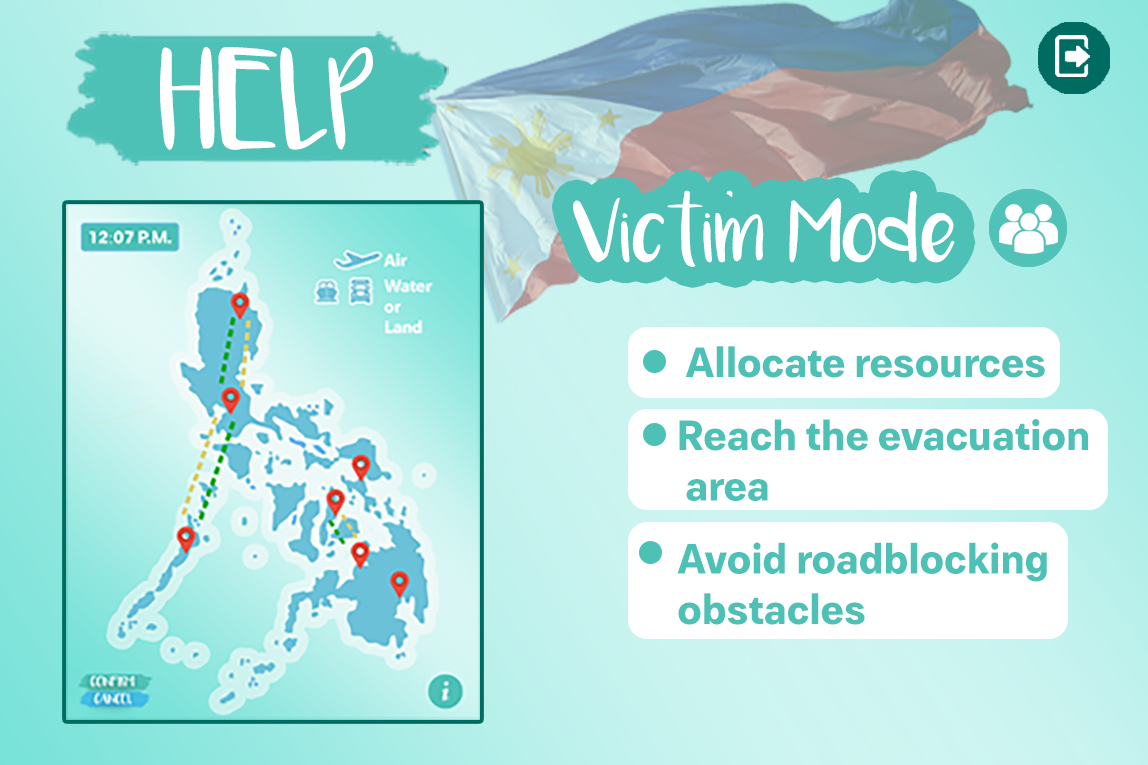 HELP
Victim Mode
12:07 P.M.
Air
Water
or
Land
CONFIRM
CANCEL
i
Allocate resources
Reach the evacuation
area
Avoid roadblocking
obstacles